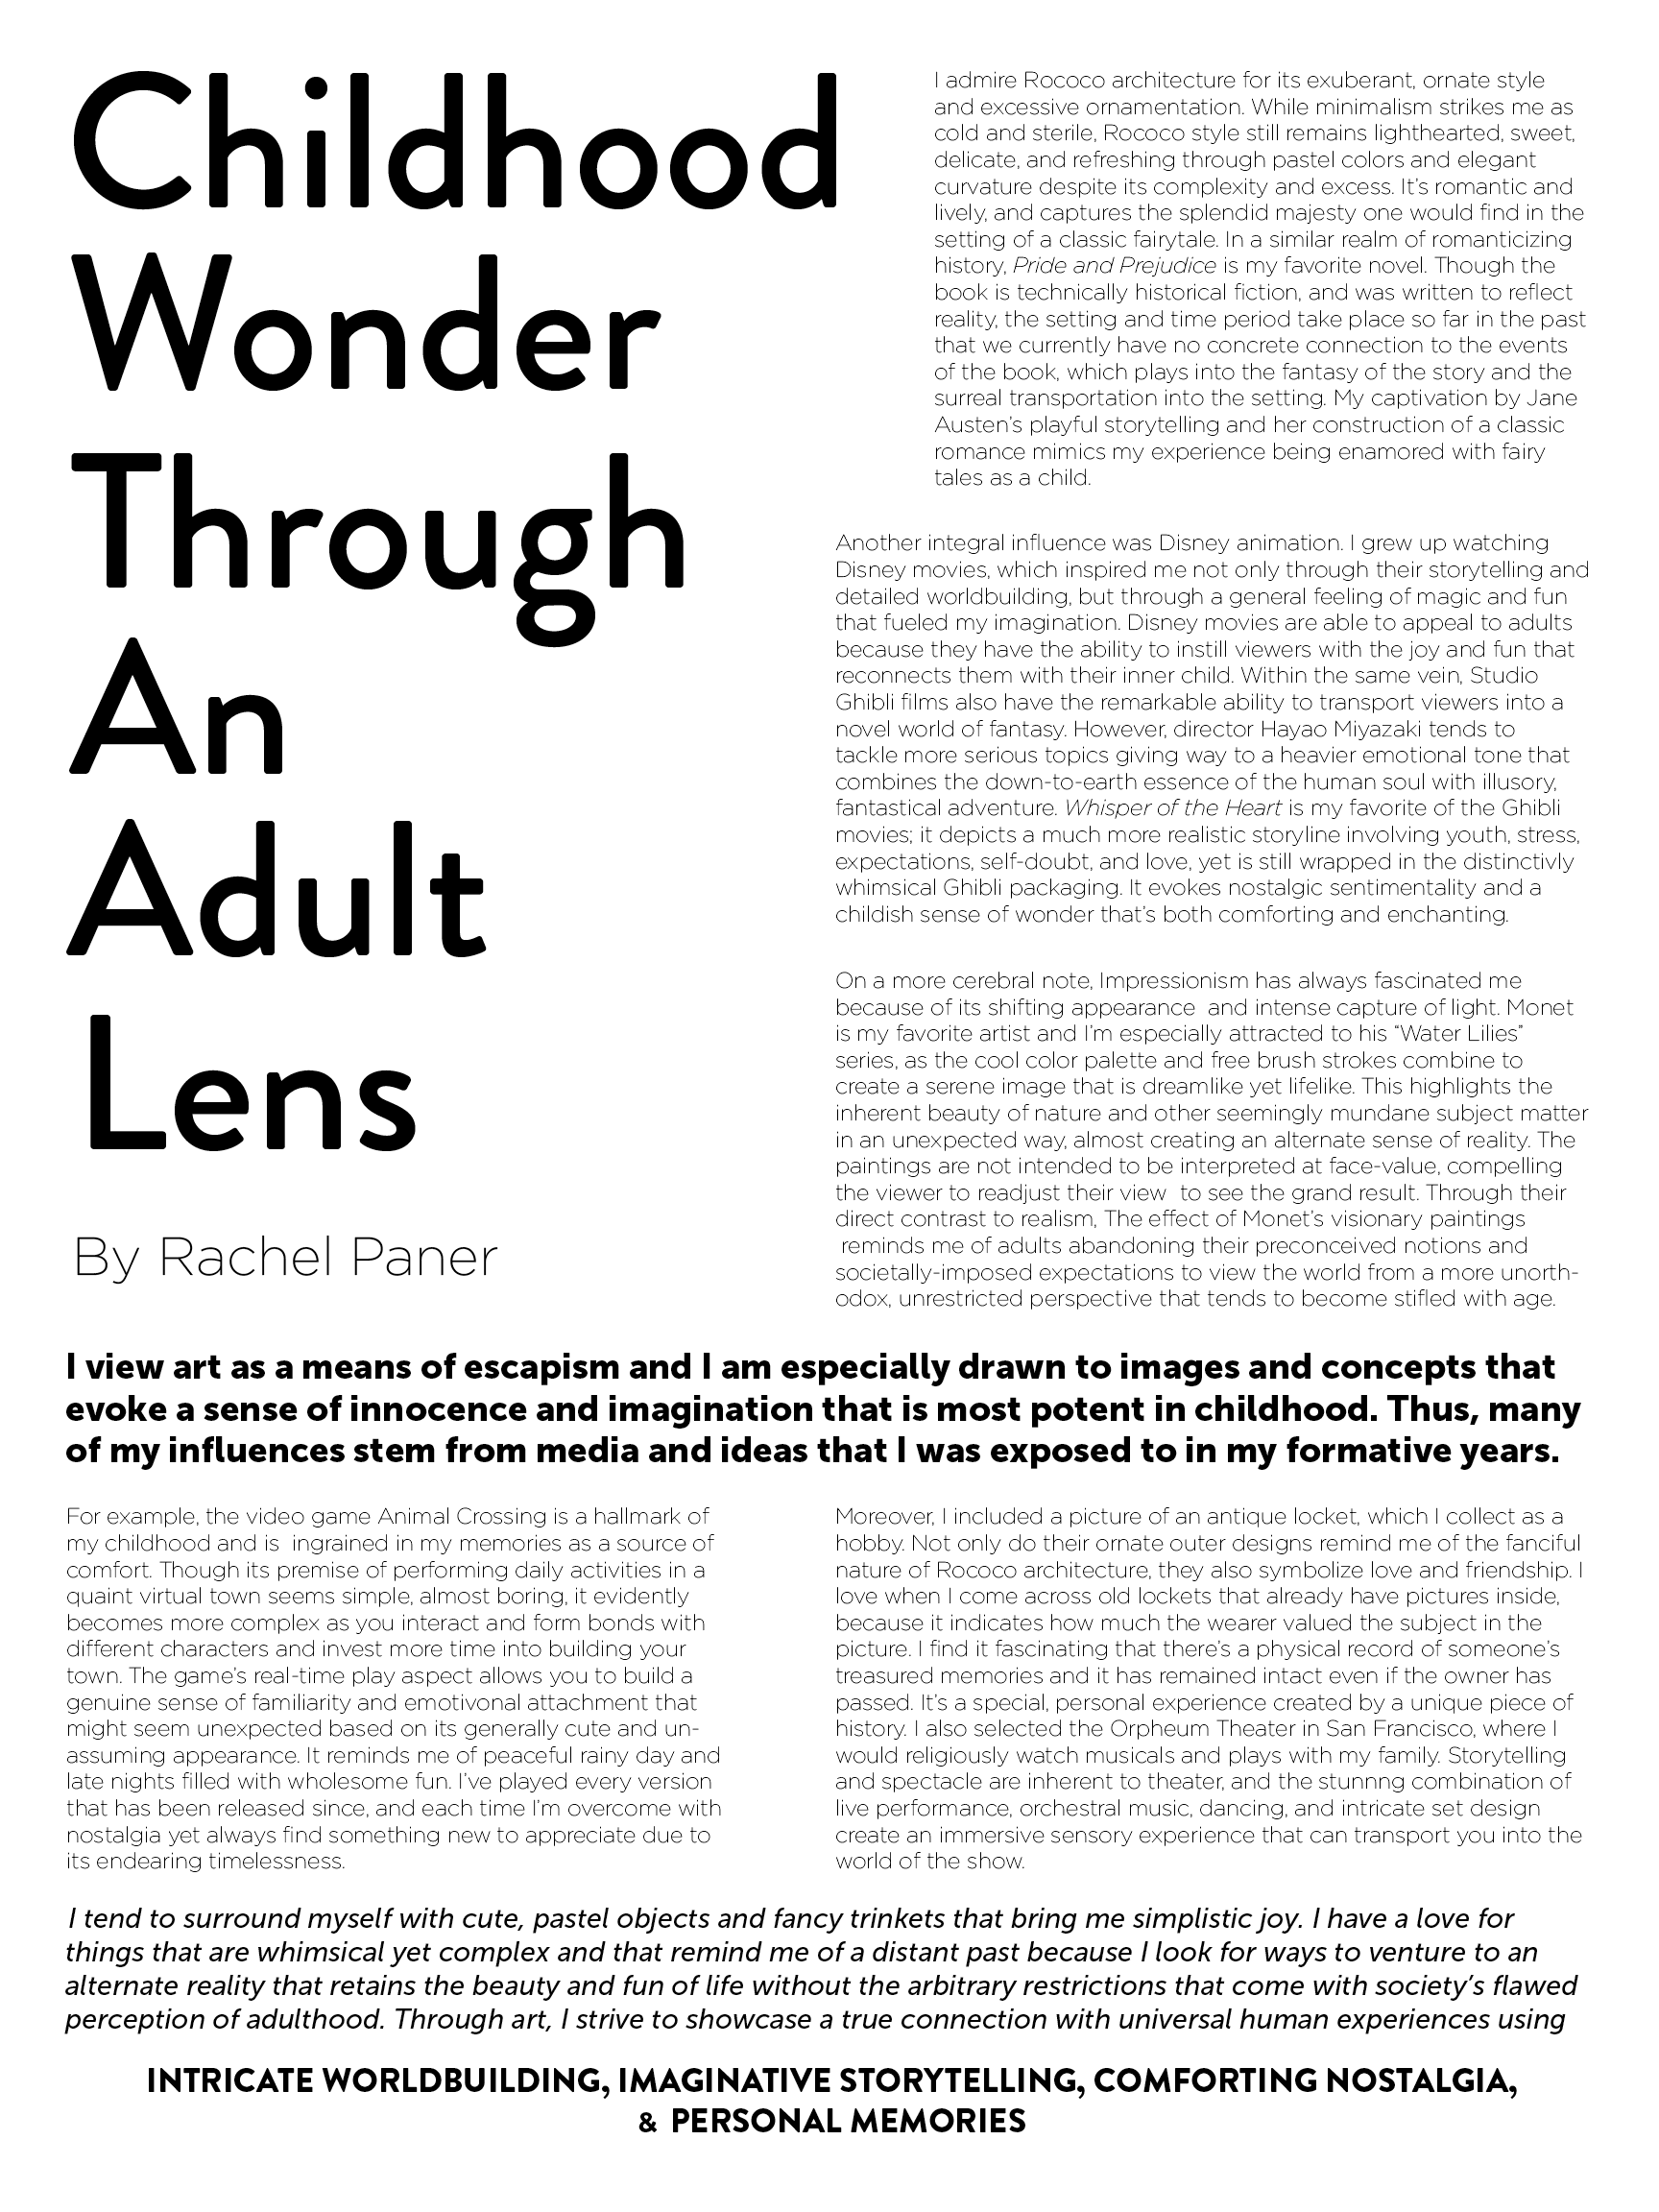 Childhood
Wonder
Through
An
Adult
Lens
By Rachel Paner
I admire Rococo architecture for its exuberant, ornate style
and excessive ornamentation. While minimalism strikes me as
cold and sterile, Rococo style still remains lighthearted, sweet,
delicate, and refreshing through pastel colors and elegant
curvature despite its complexity and excess. It's romantic and
lively, and captures the splendid majesty one would find in the
setting of a classic fairytale. In a similar realm of romanticizing
history, Pride and Prejudice is my favorite novel. Though the
book is technically historical fiction, and was written to reflect
reality, the setting and time period take place so far in the past
that we currently have no concrete connection to the events
of the book, which plays into the fantasy of the story and the
surreal transportation into the setting. My captivation by Jane
Austen's playful storytelling and her construction of a classic
romance mimics my experience being enamored with fairy
tales as a child.
Another integral influence was Disney animation. I grew up watching
Disney movies, which inspired me not only through their storytelling and
detailed worldbuilding, but through a general feeling of magic and fun
that fueled my imagination. Disney movies are able to appeal to adults
because they have the ability to instill viewers with the joy and fun that
reconnects them with their inner child. Within the same vein, Studio
Ghibli films also have the remarkable ability to transport viewers into a
novel world of fantasy. However, director Hayao Miyazaki tends to
tackle more serious topics giving way to a heavier emotional tone that
combines the down-to-earth essence of the human soul with illusory,
fantastical adventure. Whisper of the Heart is my favorite of the Ghibli
movies; it depicts a much more realistic storyline involving youth, stress,
expectations, self-doubt, and love, yet is still wrapped in the distinctivly
whimsical Ghibli packaging. It evokes nostalgic sentimentality and a
childish sense of wonder that's both comforting and enchanting.
On a more cerebral note, Impressionism has always fascinated me
because of its shifting appearance  and intense capture of light. Monet
is my favorite artist and I'm especially attracted to his “Water Lilies”
series, as the cool color palette and free brush strokes combine to
create a serene image that is dreamlike yet lifelike. This highlights the
inherent beauty of nature and other seemingly mundane subject matter
in an unexpected way, almost creating an alternate sense of reality. The
paintings are not intended to be interpreted at face-value, compelling
the viewer to readjust their view  to see the grand result. Through their
direct contrast to realism, The effect of Monet's visionary paintings
reminds me of adults abandoning their preconceived notions and
societally-imposed expectations to view the world from a more unorth-
odox, unrestricted perspective that tends to become stifled with age.
I view art as a means of escapism and I am especially drawn to images and concepts that
evoke a sense of innocence and imagination that is most potent in childhood. Thus, many
of my influences stem from media and ideas that I was exposed to in my formative years.
For example, the video game Animal Crossing is a hallmark of
my childhood and is  ingrained in my memories as a source of
comfort. Though its premise of performing daily activities in a
quaint virtual town seems simple, almost boring, it evidently
becomes more complex as you interact and form bonds with
different characters and invest more time into building your
town. The game's real-time play aspect allows you to build a
genuine sense of familiarity and emotivonal attachment that
might seem unexpected based on its generally cute and un-
assuming appearance. It reminds me of peaceful rainy day and
late nights filled with wholesome fun. I've played every version
that has been released since, and each time I'm overcome with
nostalgia yet always find something new to appreciate due to
its endearing timelessness.
Moreover, I included a picture of an antique locket, which I collect as a
hobby. Not only do their ornate outer designs remind me of the fanciful
nature of Rococo architecture, they also symbolize love and friendship. I
love when I come across old lockets that already have pictures inside,
because it indicates how much the wearer valued the subject in the
picture. I find it fascinating that there's a physical record of someone's
treasured memories and it has remained intact even if the owner has
passed. It's a special, personal experience created by a unique piece of
history. I also selected the Orpheum Theater in San Francisco, where I
would religiously watch musicals and plays with my family. Storytelling
and spectacle are inherent to theater, and the stunnng combination of
live performance, orchestral music, dancing, and intricate set design
create an immersive sensory experience that can transport you into the
world of the show.
I tend to surround myself with cute, pastel objects and fancy trinkets that bring me simplistic joy. I have a love for
things that are whimsical yet complex and that remind me of a distant past because I look for ways to venture to an
alternate reality that retains the beauty and fun of life without the arbitrary restrictions that come with society's flawed
perception of adulthood. Through art, I strive to showcase a true connection with universal human experiences using
INTRICATE WORLDBUILDING, IMAGINATIVE STORYTELLING, COMFORTING NOSTALGIA,
& PERSONAL MEMORIES